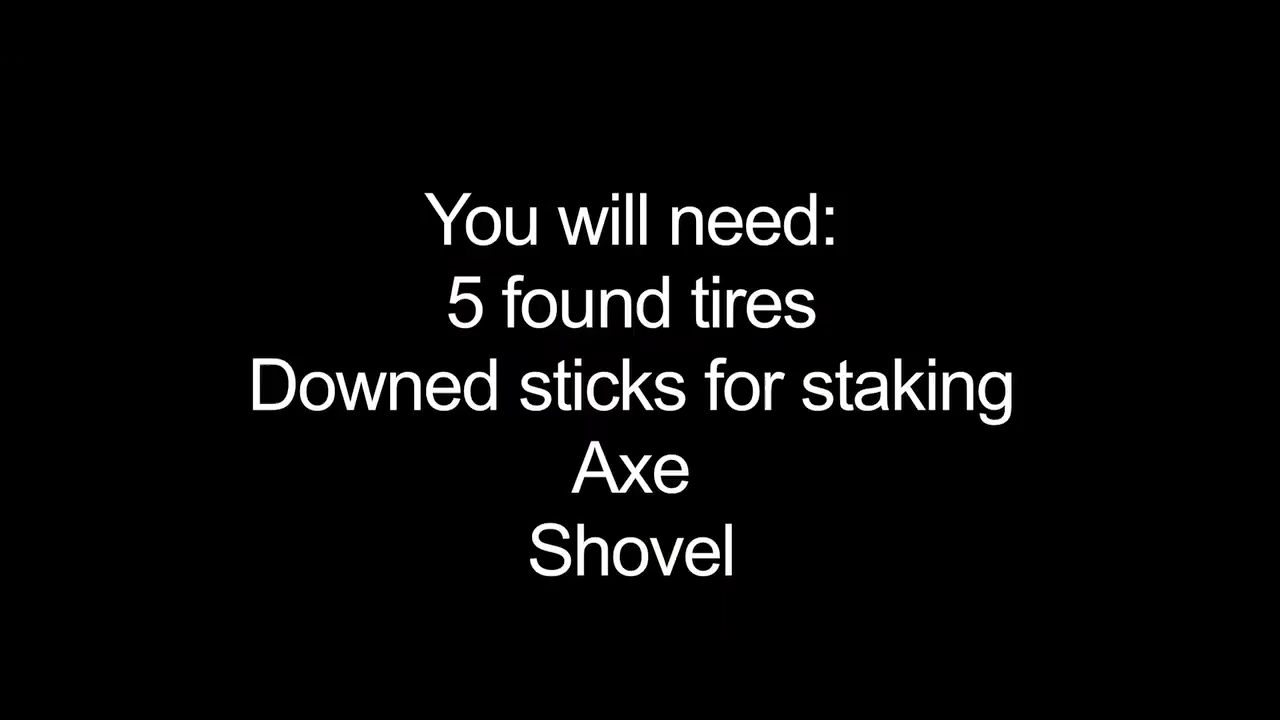 You will need:
5 found tires
Downed sticks for staking
Axe
Shovel